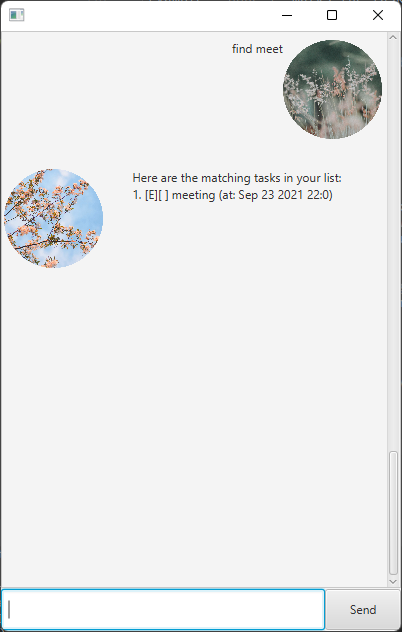 find meet
Here are the matching tasks in your list:
1. [E][ ] meeting (at: Sep 23 2021 22:0)
Send